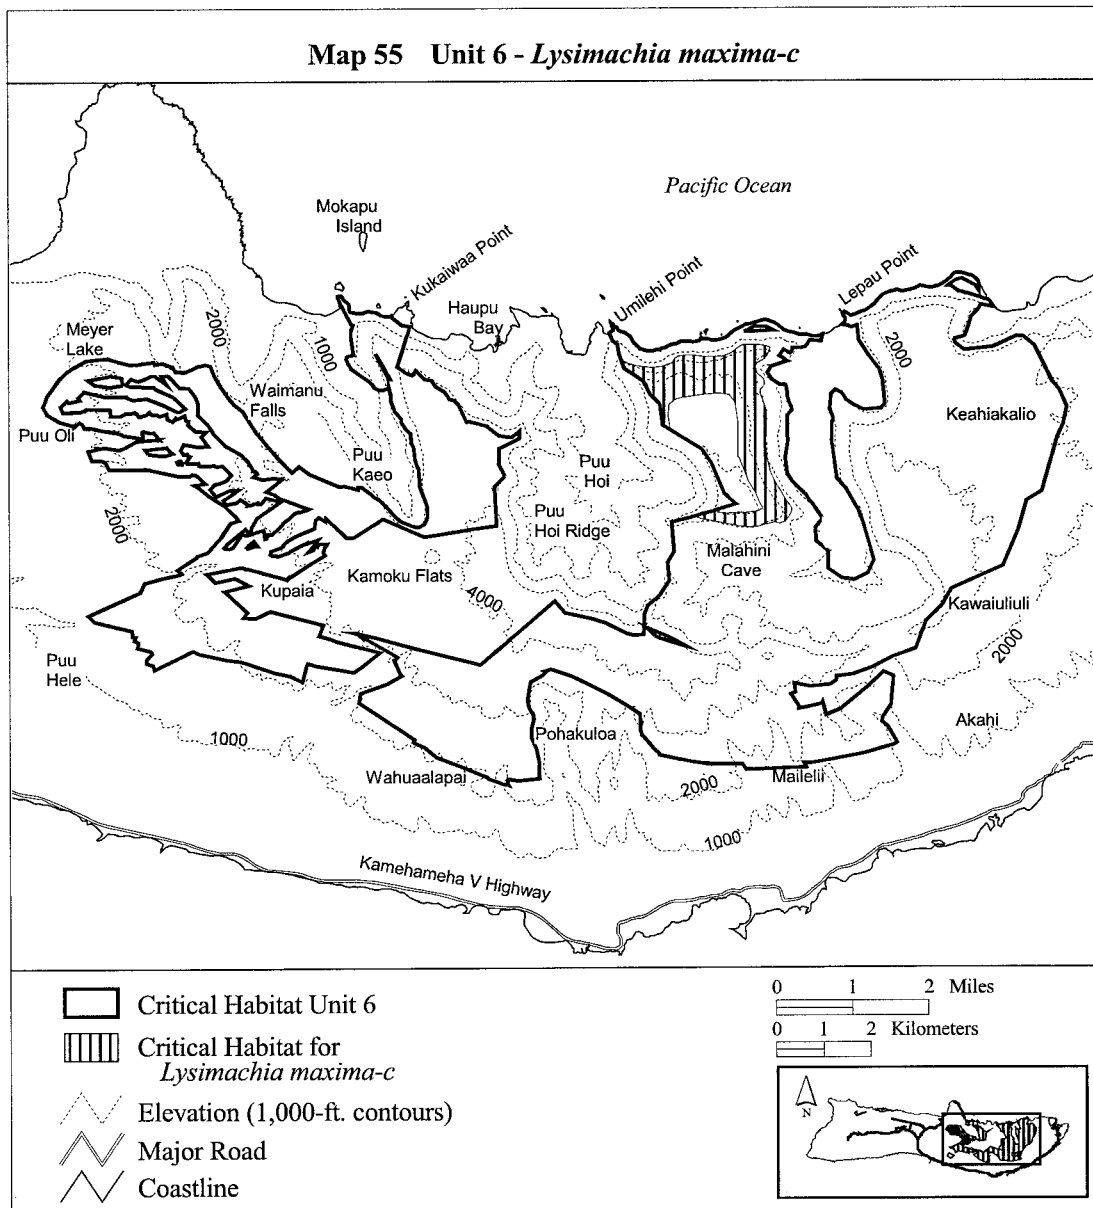 Map 55 Unit 6 - Lysimachia maxima-c
Pacific Ocean
Mokapu
Island
Kukaiwaa Point
Haupu
Bay
Umilehi Point
Lepau Point
Meyer
Lake
2000
1000
2000
Waimanu
Falls
Keahiakalio
Puu Oli
Puu
Kaeo
Puu
Hoi
2000
Puu
Hoi Ridge
Malahini
Cave
Kupaia
Kamoku Flats
4000
Kawaiuliuli
2000
Puu
Hele
Akahi
1000
Pohakuloa
Wahuaalapai
2000
Mailelii
1000
Kamehameha V Highway
Critical Habitat Unit 6
Critical Habitat for
Lysimachia maxima-c
Elevation (1,000-ft. contours)
Major Road
Coastline
0 1 2 Miles
0 1 2 Kilometers
N